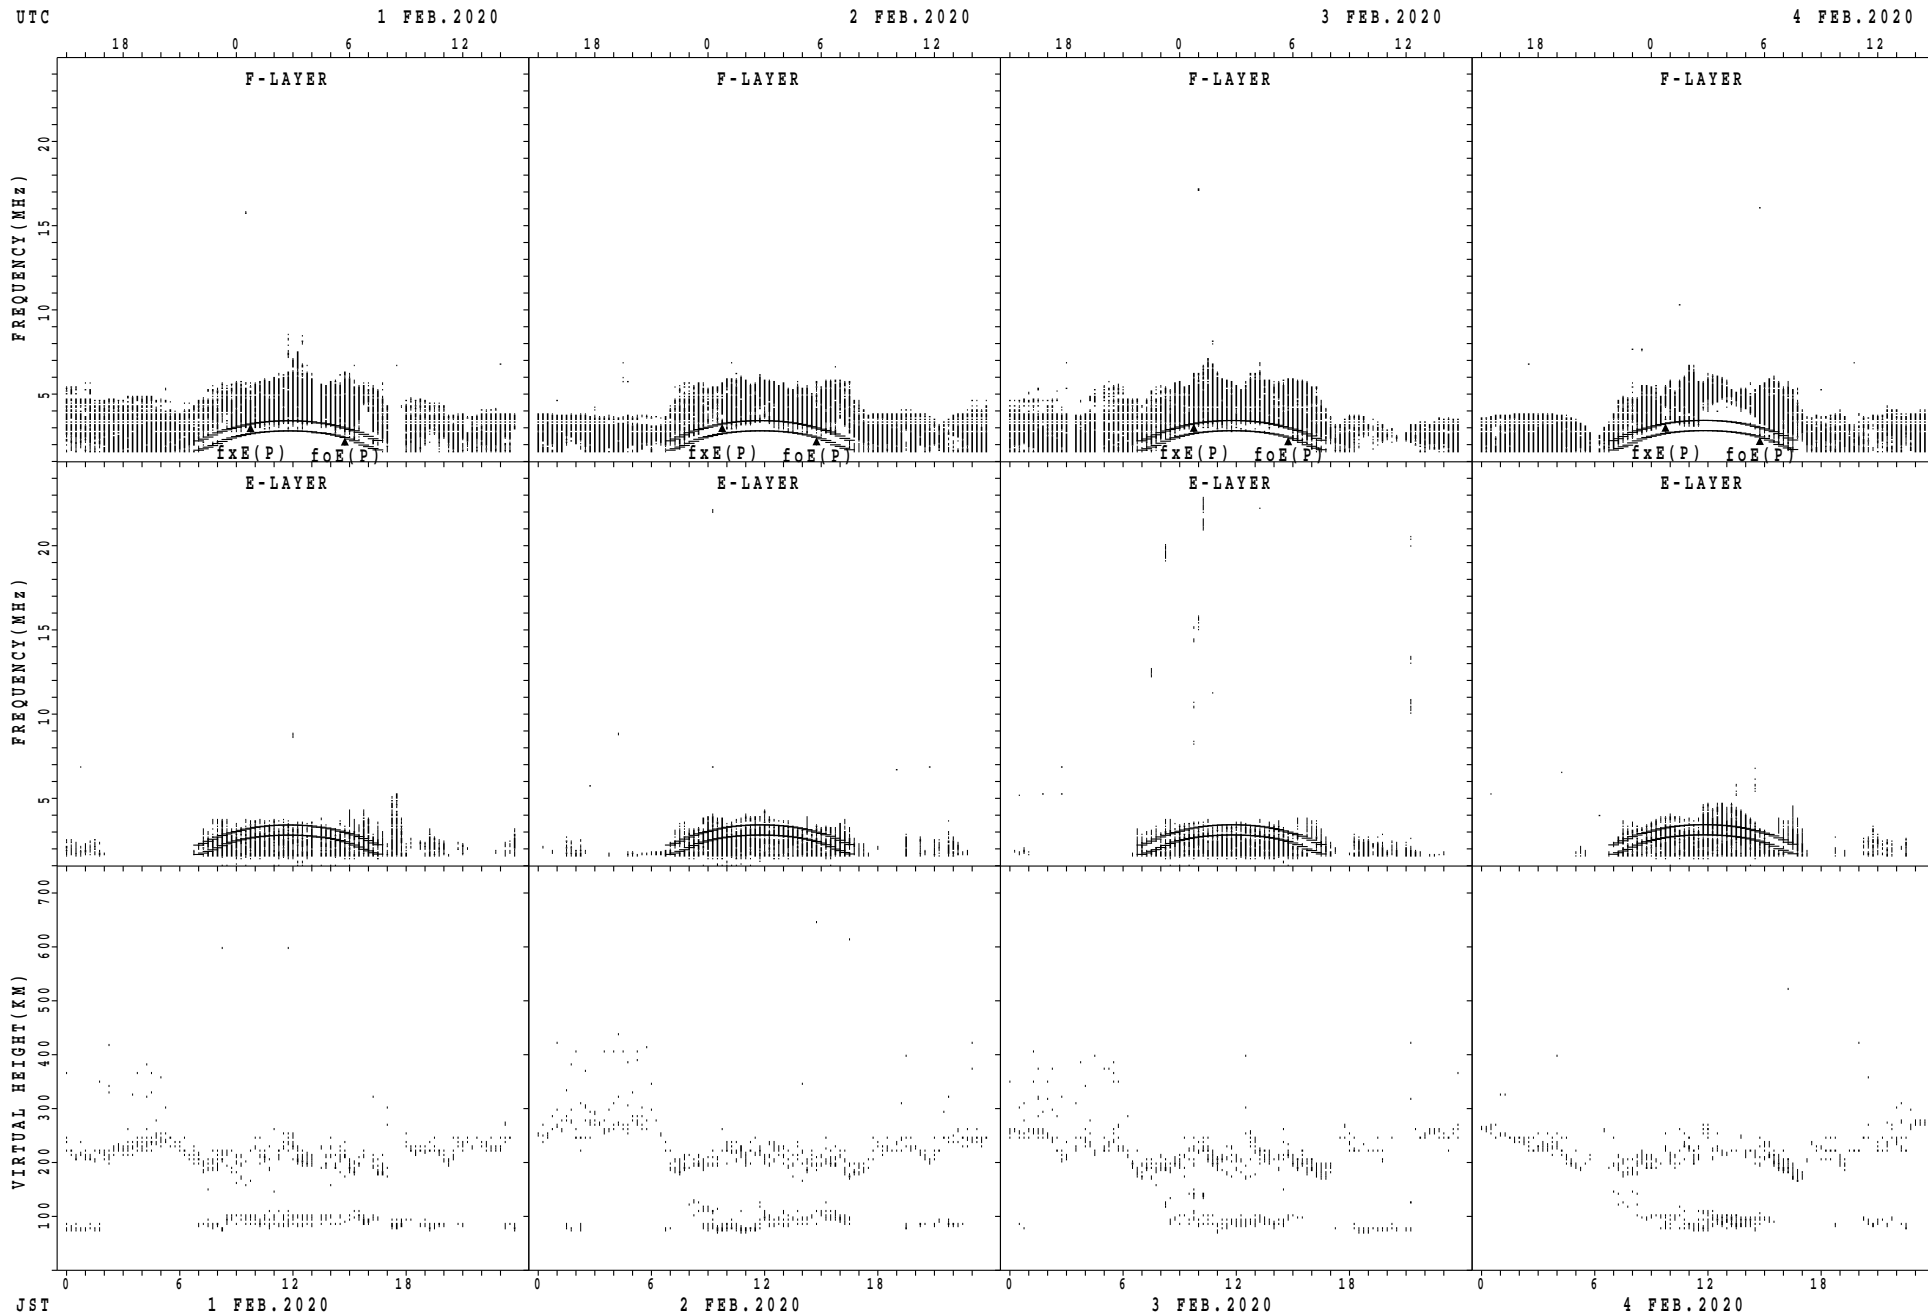 UTC 1 FEB.2020 2 FEB.2020 3 FEB.2020 4 FEB.2020
18 0 6 12 18 0 6 12 18 0 6 12 18 0 6 12
F-LAYER F-LAYER F-LAYER F-LAYER
FREQUENCY(MHz)
20
15
10
5
fxE(P) foE(P) fxE(P) foE(P) fxE(P) foE(P) fxE(P) foE(P)
E-LAYER E-LAYER E-LAYER E-LAYER
FREQUENCY(MHz)
20
15
10
5
VIRTUAL HEIGHT(KM)
700
600
500
400
300
200
100
0 6 12 18 0 6 12 18 0 6 12 18 0 6 12 18
JST 1 FEB.2020 2 FEB.2020 3 FEB.2020 4 FEB.2020